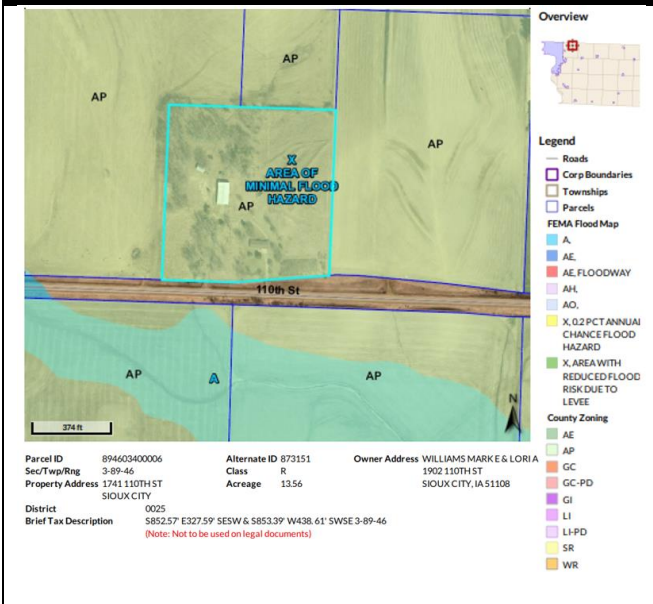 Overview
AP
AP
AP
X
AREA OF
MINIMAL FLOOD
HAZARD
AP
110th St
AP
A
AP
N
374 ft
Legend
Roads
Corp Boundaries
Townships
Parcels
FEMA Flood Map
A,
AE,
AE, FLOODWAY
AH,
AO,
X, 0.2 PCT ANNUAL
CHANCE FLOOD
HAZARD
X, AREA WITH
REDUCED FLOOD
RISK DUE TO
LEVEE
County Zoning
AE
AP
GC
GC-PD
GI
LI
LI-PD
SR
WR
Parcel ID 894603400006 Alternate ID 873151 Owner Address WILLIAMS MARK E & LORI A
Sec/Twp/Rng 3-89-46 Class R 1902 110TH ST
Property Address 1741 110TH ST Acreage 13.56 SIOUX CITY, IA 51108
SIOUX CITY
District 0025
Brief Tax Description S852.57' E327.59' SESW & S853.39' W438. 61' SWSE 3-89-46
(Note: Not to be used on legal documents)